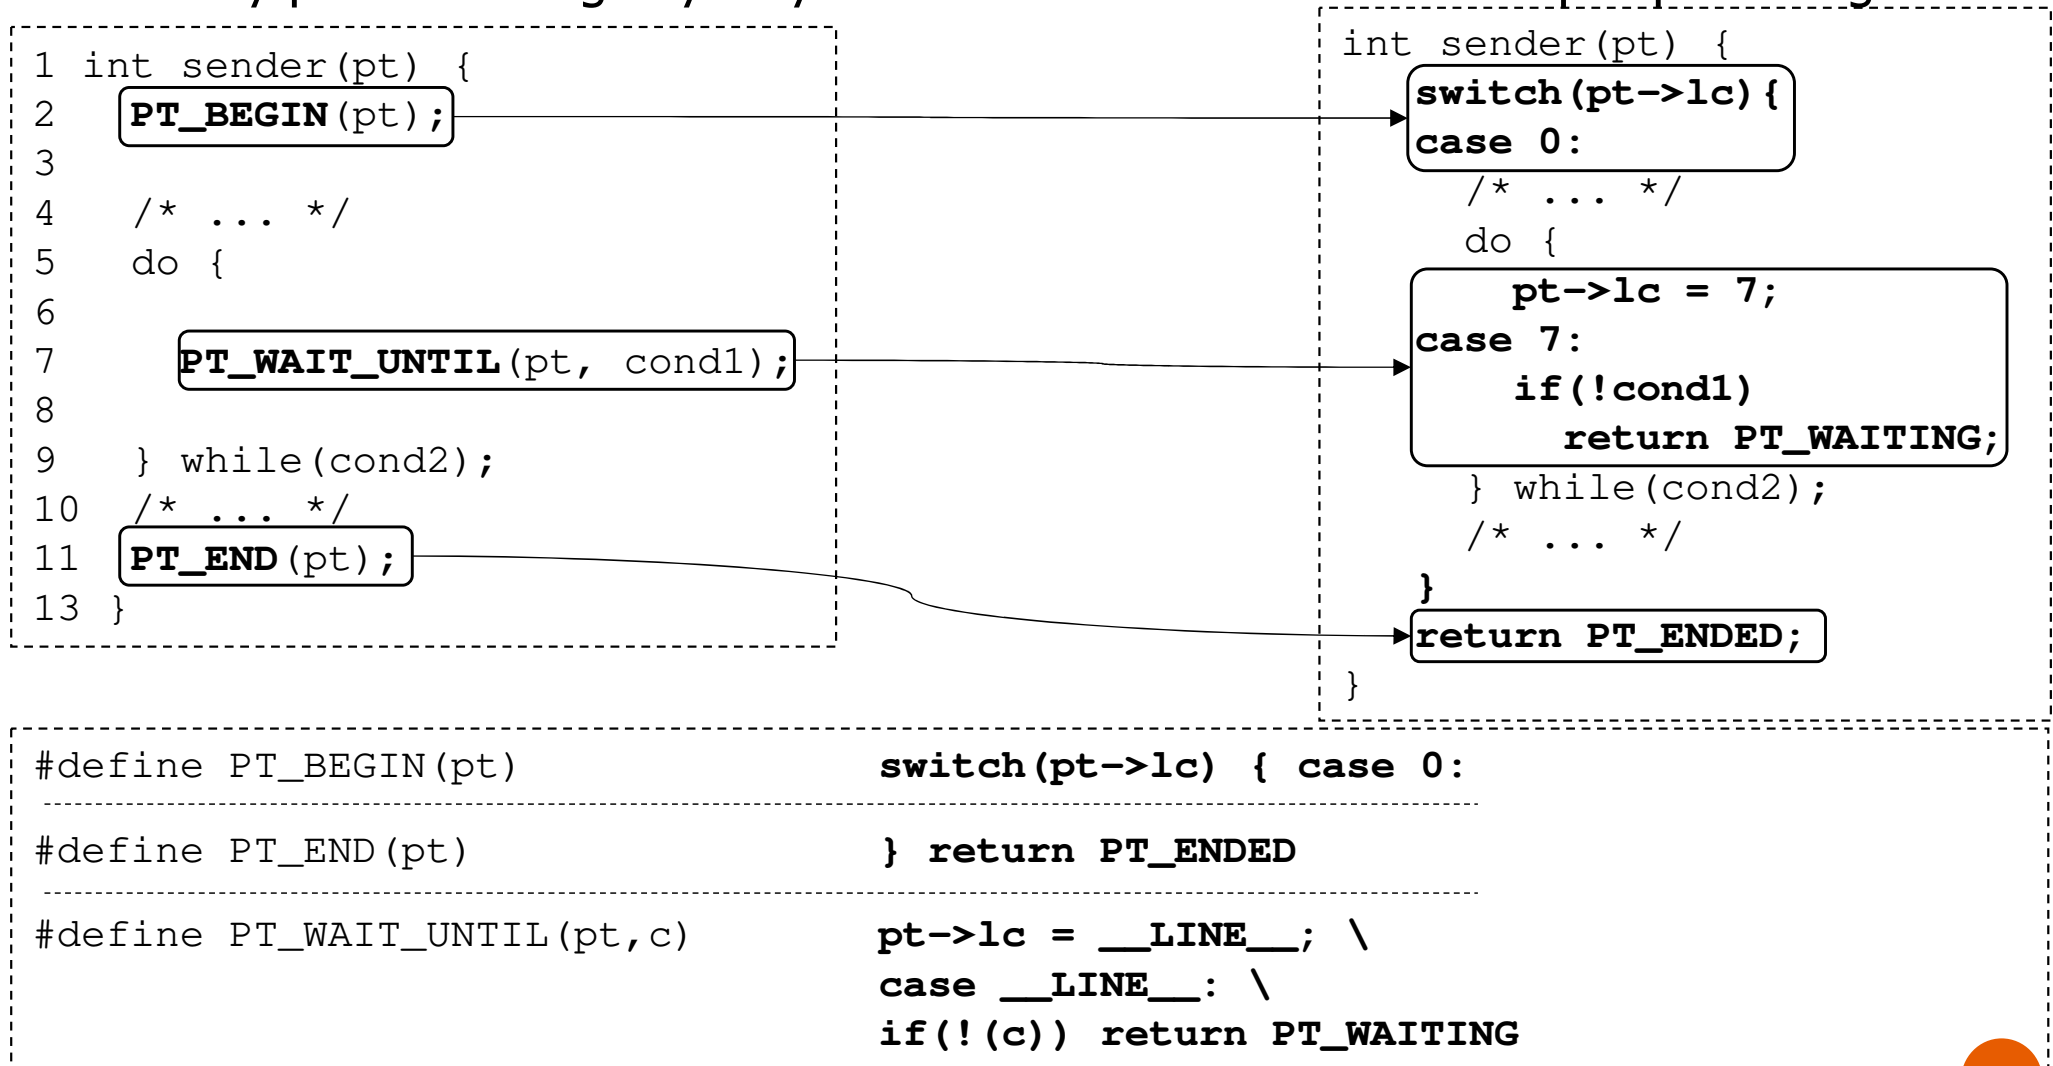 1 int sender(pt) {
2 PT_BEGIN(pt);
3
4 /* ... */
5 do {
6
7 PT_WAIT_UNTIL(pt, cond1);
8
9 } while(cond2);
10 /* ... */
11 PT_END(pt);
13 }
int sender(pt) {
switch(pt->lc){
case 0:
/* ... */
do {
pt->lc = 7;
case 7:
if(!cond1)
return PT_WAITING;
} while(cond2);
/* ... */
}
return PT_ENDED;
}
#define PT_BEGIN(pt) switch(pt->lc) { case 0:
#define PT_END(pt) } return PT_ENDED
#define PT_WAIT_UNTIL(pt,c) pt->lc = __LINE__; \
case __LINE__: \
if(!(c)) return PT_WAITING